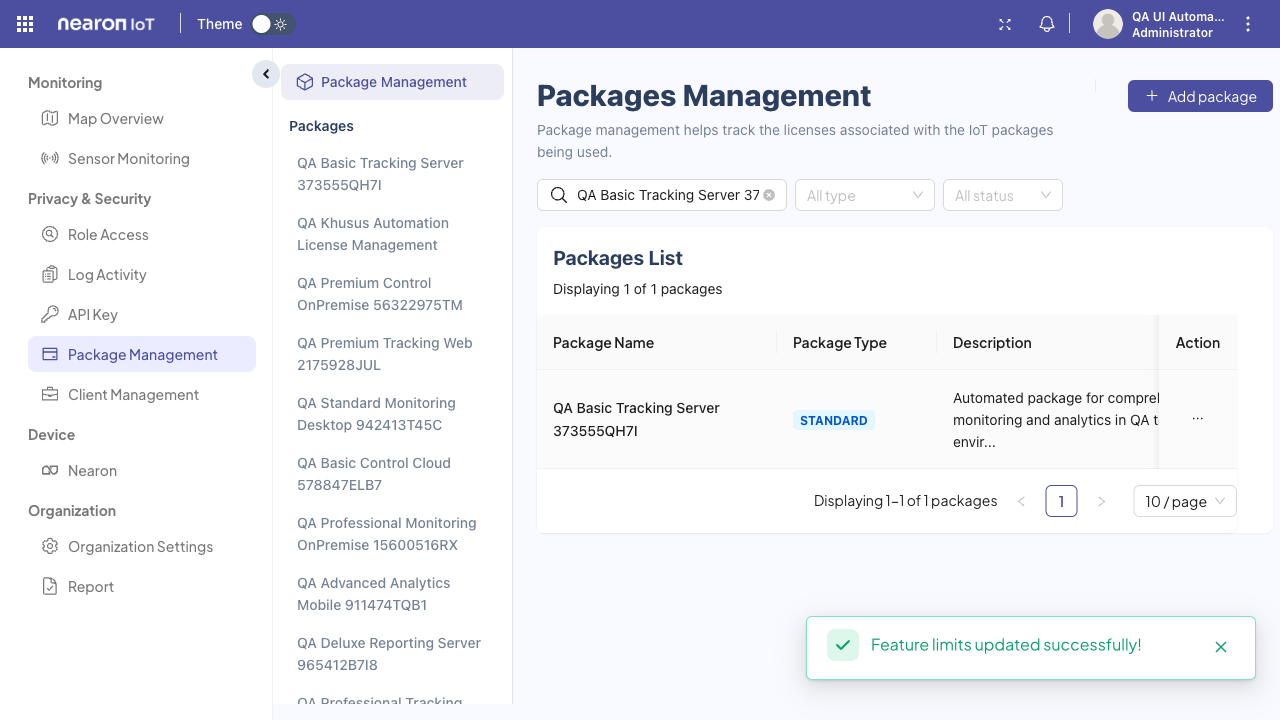 nearon IoT
Theme
QA UI Automa...
Administrator
Monitoring
Map Overview
Sensor Monitoring
Privacy & Security
Role Access
Log Activity
API Key
Package Management
Client Management
Device
Nearon
Organization
Organization Settings
Report
Package Management
Packages
QA Basic Tracking Server
373555QH7I
QA Khusus Automation
License Management
QA Premium Control
OnPremise 56322975TM
QA Premium Tracking Web
2175928JUL
QA Standard Monitoring
Desktop 942413T45C
QA Basic Control Cloud
578847ELB7
QA Professional Monitoring
OnPremise 15600516RX
QA Advanced Analytics
Mobile 911474TQB1
QA Deluxe Reporting Server
965412B7I8
QA Professional Tracking
Packages Management
Add package
Package management helps track the licenses associated with the IoT packages
being used.
QA Basic Tracking Server 37
All type
All status
Packages List
Displaying 1 of 1 packages
Package Name
Package Type
Description
Action
QA Basic Tracking Server
373555QH7I
STANDARD
Automated package for comprel
monitoring and analytics in QA t
envir...
...
Displaying 1-1 of 1 packages
1
10 / page
Feature limits updated successfully!